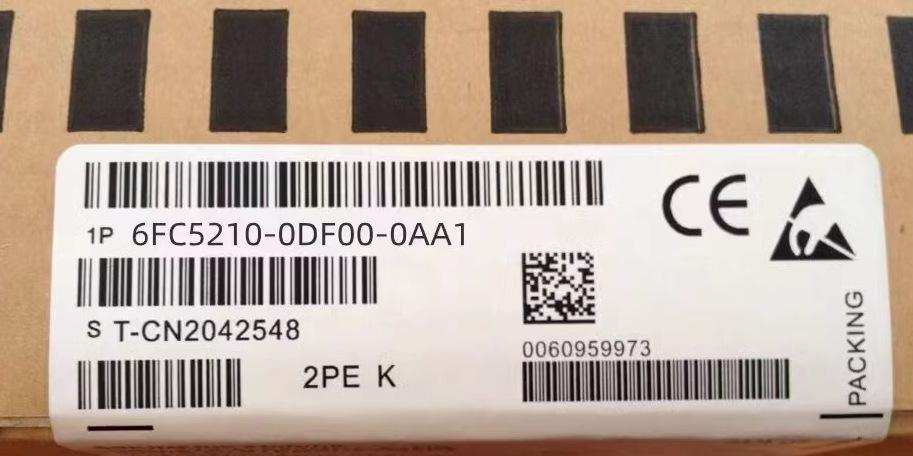 CE
1P 6FC5210-0DF00-0AA1
S T-CN2042548
0060959973
2PE K
PACKING